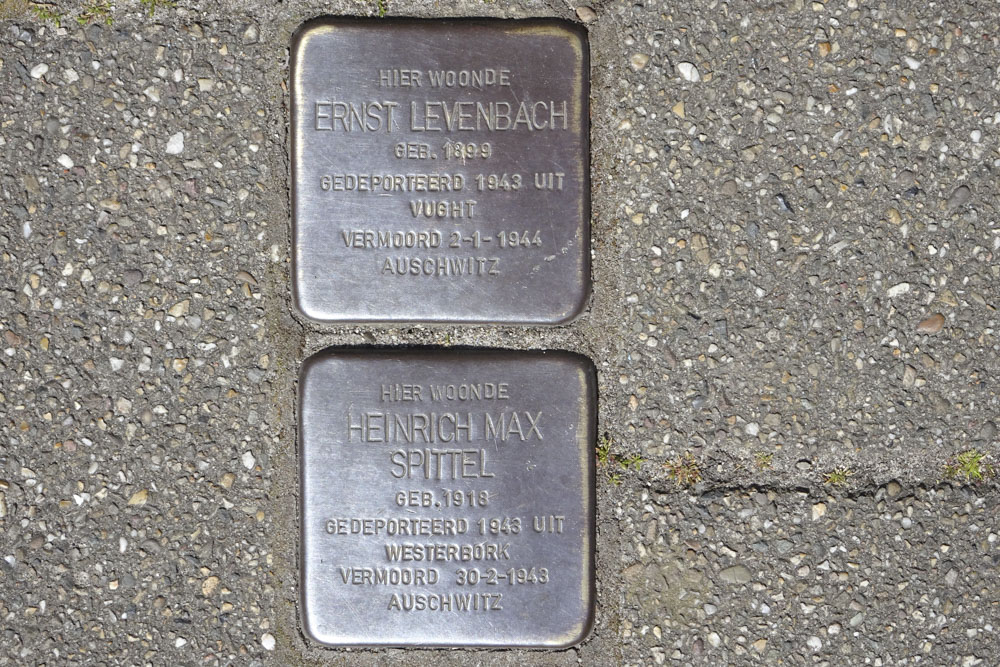 HIER WOONDE
ERNST LEVENBACH
GEB. 1899
GEDEPORTEERD 1943 UIT
VUGHT
VERMOORD 2-1-1944
AUSCHWITZ
HIER WOONDE
HEINRICH MAX
SPITTEL
GEB. 1918
GEDEPORTEERD 1943 UIT
WESTERBORK
VERMOORD 30-2-1943
AUSCHWITZ